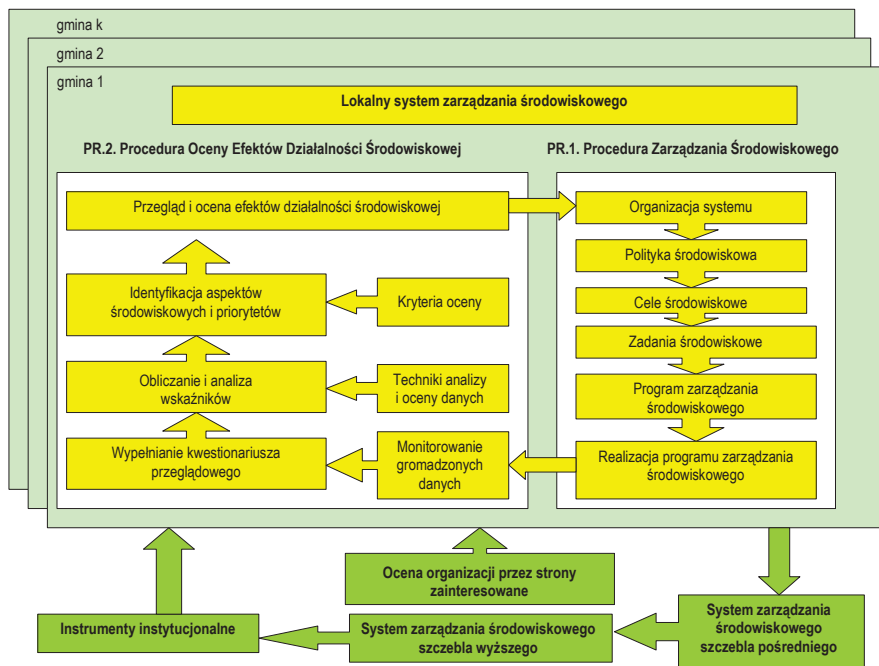 gmina k
gmina 2
gmina 1
Lokalny system zarządzania środowiskowego
PR.2. Procedura Oceny Efektów Działalności Środowiskowej
PR.1. Procedura Zarządzania Środowiskowego
Przegląd i ocena efektów działalności środowiskowej
Identyfikacja aspektów
środowiskowych i priorytetów
Kryteria oceny
Obliczanie i analiza
wskaźników
Techniki analizy
i oceny danych
Wypełnianie kwestionariusza
przeglądowego
Monitorowanie
gromadzonych
danych
Organizacja systemu
Polityka środowiskowa
Cele środowiskowe
Zadania środowiskowe
Program zarządzania
środowiskowego
Realizacja programu zarządzania
środowiskowego
Ocena organizacji przez strony
zainteresowane
Instrumenty instytucjonalne
System zarządzania środowiskowego
szczebla wyższego
System zarządzania
środowiskowego
szczebla pośredniego